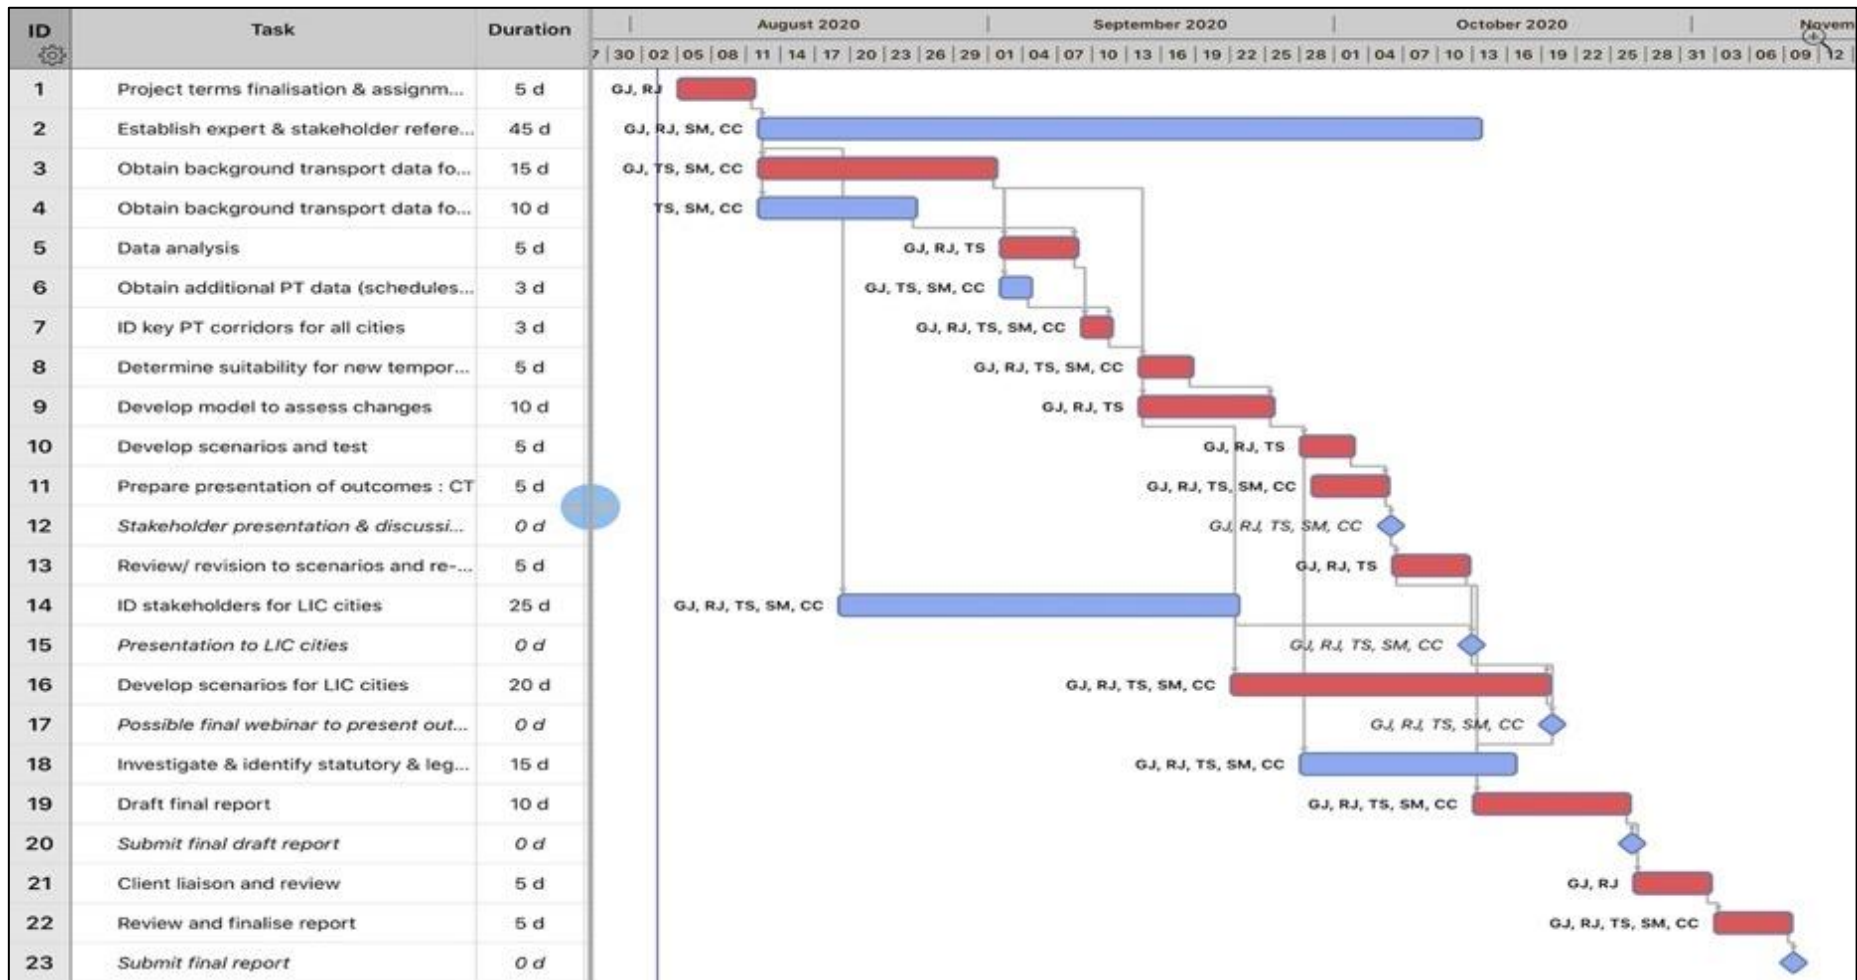 ID Task Duration August 2020 September 2020 October 2020 Novem
7 30 02 05 08 11 14 17 20 23 26 29 01 04 07 10 13 16 19 22 25 28 01 04 07 10 13 16 19 22 25 28 31 03 06 09 12
1 Project terms finalisation & assignm... 5 d GJ, RJ
2 Establish expert & stakeholder refere... 45 d GJ, RJ, SM, CC
3 Obtain background transport data fo... 15 d GJ, TS, SM, CC
4 Obtain background transport data fo... 10 d TS, SM, CC
5 Data analysis 5 d GJ, RJ, TS
6 Obtain additional PT data (schedules... 3 d GJ, TS, SM, CC
7 ID key PT corridors for all cities 3 d GJ, RJ, TS, SM, CC
8 Determine suitability for new tempor... 5 d GJ, RJ, TS, SM, CC
9 Develop model to assess changes 10 d GJ, RJ, TS
10 Develop scenarios and test 5 d GJ, RJ, TS
11 Prepare presentation of outcomes : CT 5 d GJ, RJ, TS, SM, CC
12 Stakeholder presentation & discussi... 0 d GJ, RJ, TS, SM, CC
13 Review/ revision to scenarios and re-... 5 d GJ, RJ, TS
14 ID stakeholders for LIC cities 25 d GJ, RJ, TS, SM, CC
15 Presentation to LIC cities 0 d GJ, RJ, TS, SM, CC
16 Develop scenarios for LIC cities 20 d GJ, RJ, TS, SM, CC
17 Possible final webinar to present out... 0 d GJ, RJ, TS, SM, CC
18 Investigate & identify statutory & leg... 15 d GJ, RJ, TS, SM, CC
19 Draft final report 10 d GJ, RJ, TS, SM, CC
20 Submit final draft report 0 d
21 Client liaison and review 5 d GJ, RJ
22 Review and finalise report 5 d GJ, RJ, TS, SM, CC
23 Submit final report 0 d